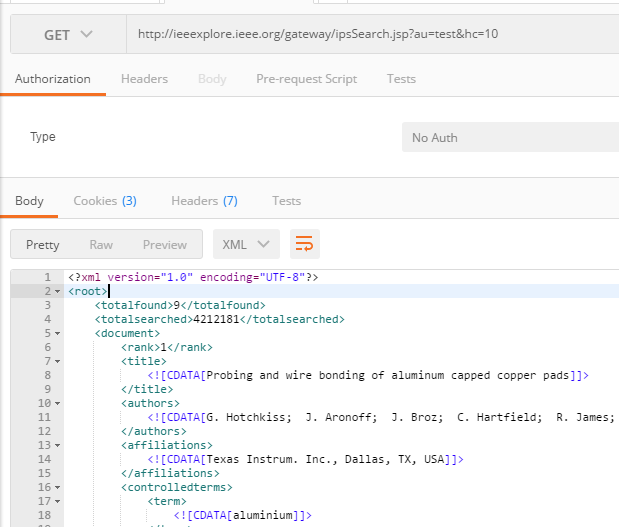 GET http://ieeexplore.ieee.org/gateway/ipsSearch.jsp?au=test&hc=10
Authorization Headers Body Pre-request Script Tests
Type No Auth
Body Cookies (3) Headers (7) Tests
Pretty Raw Preview XML
1 <?xml version="1.0" encoding="UTF-8"?>
2 <root>
3 <totalfound>9</totalfound>
4 <totalsearched>4212181</totalsearched>
5 <document>
6 <rank>1</rank>
7 <title>
8 <![CDATA[Probing and wire bonding of aluminum capped copper pads]]>
9 </title>
10 <authors>
11 <![CDATA[G. Hotchkiss;  J. Aronoff;  J. Broz;  C. Hartfield;  R. James;
12 </authors>
13 <affiliations>
14 <![CDATA[Texas Instrum. Inc., Dallas, TX, USA]]>
15 </affiliations>
16 <controlledterms>
17 <term>
18 <![CDATA[aluminium]]>